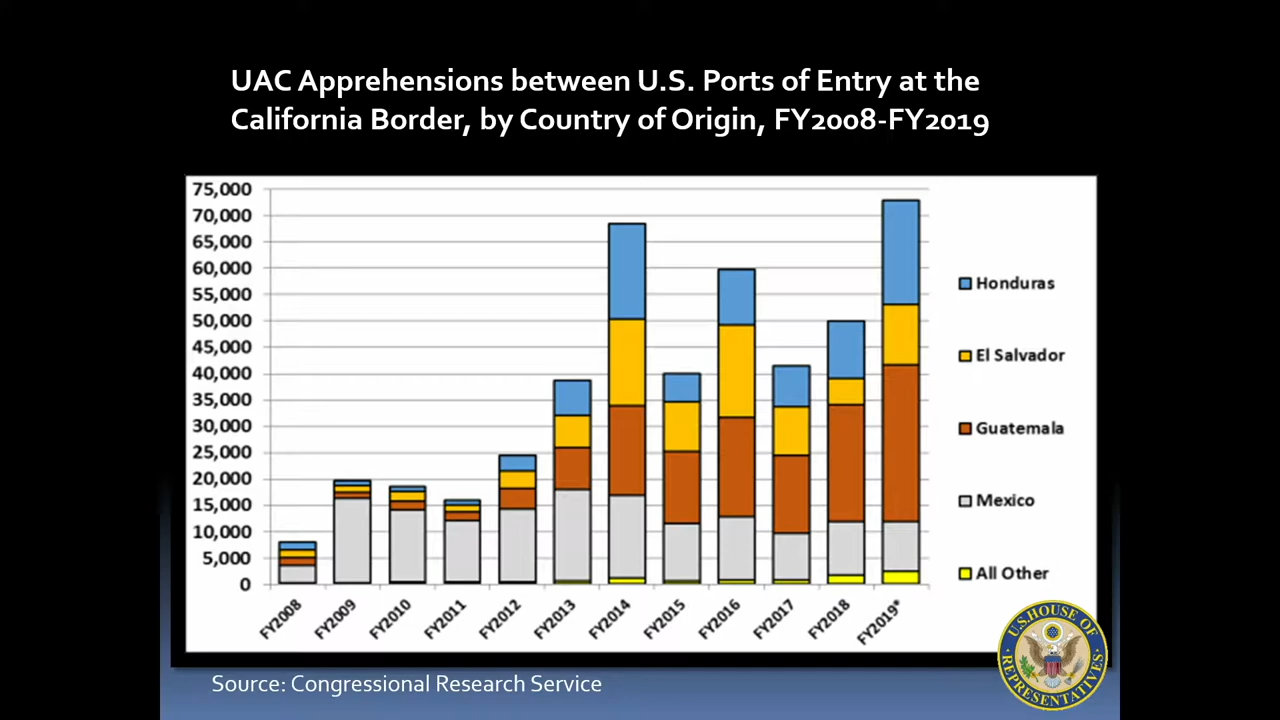 UAC Apprehensions between U.S. Ports of Entry at the
California Border, by Country of Origin, FY2008-FY2019
75,000
70,000
65,000
60,000
55,000
50,000
45,000
40,000
35,000
30,000
25,000
20,000
15,000
10,000
5,000
0
FY2008
FY2009
FY2010
FY2011
FY2012
FY2013
FY2014
FY2015
FY2016
FY2017
FY2018
FY2019*
Honduras
El Salvador
Guatemala
Mexico
All Other
U.S. HOUSE OF
REPRESENTATIVES
Source: Congressional Research Service